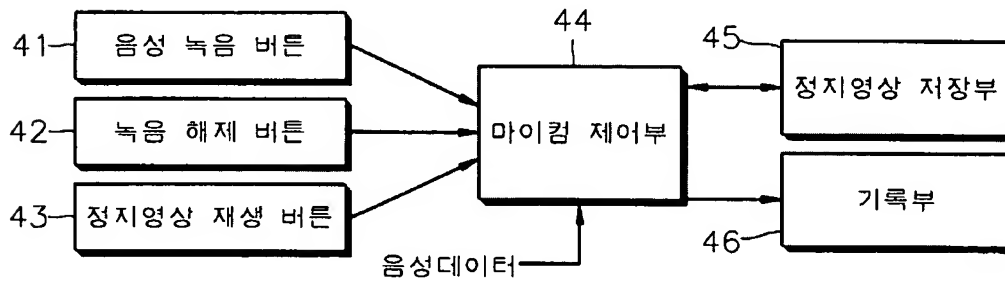 41
음성 녹음 버튼
42
녹음 해제 버튼
43
정지영상 재생 버튼
44
마이컴 제어부
음성데이터
45
정지영상 저장부
기록부
46